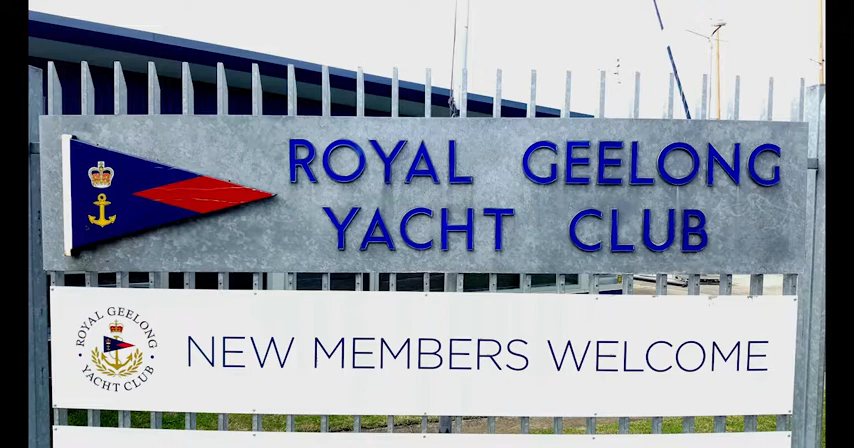 ROYAL GEELONG
YACHT CLUB
ROYAL GEELONG
YACHT CLUB
NEW MEMBERS WELCOME